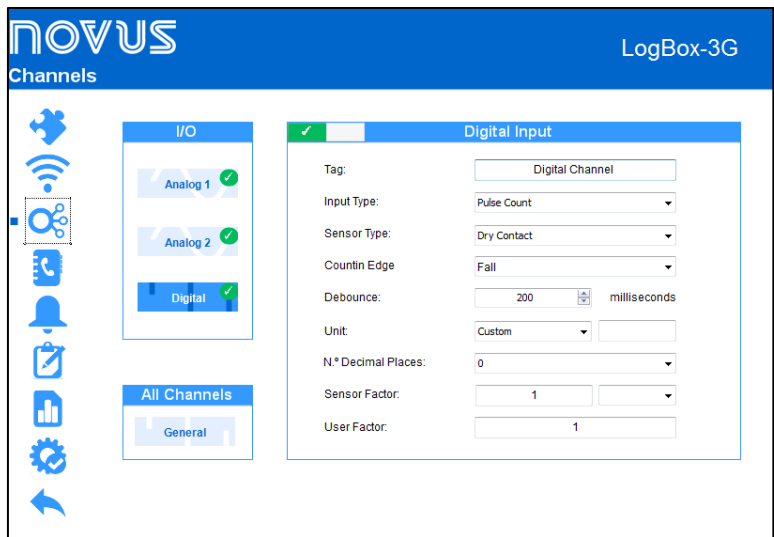 novus
LogBox-3G
Channels
I/O
Analog 1
Analog 2
Digital
All Channels
General
Digital Input
Tag: Digital Channel
Input Type: Pulse Count
Sensor Type: Dry Contact
Countin Edge Fall
Debounce: 200 milliseconds
Unit: Custom
N.º Decimal Places: 0
Sensor Factor: 1
User Factor: 1